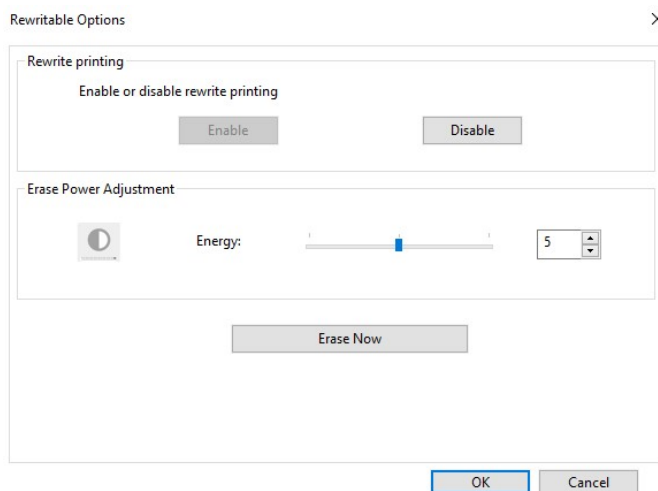 Rewritable Options
Rewrite printing
Enable or disable rewrite printing
Enable
Disable
Erase Power Adjustment
Energy:
5
Erase Now
OK
Cancel